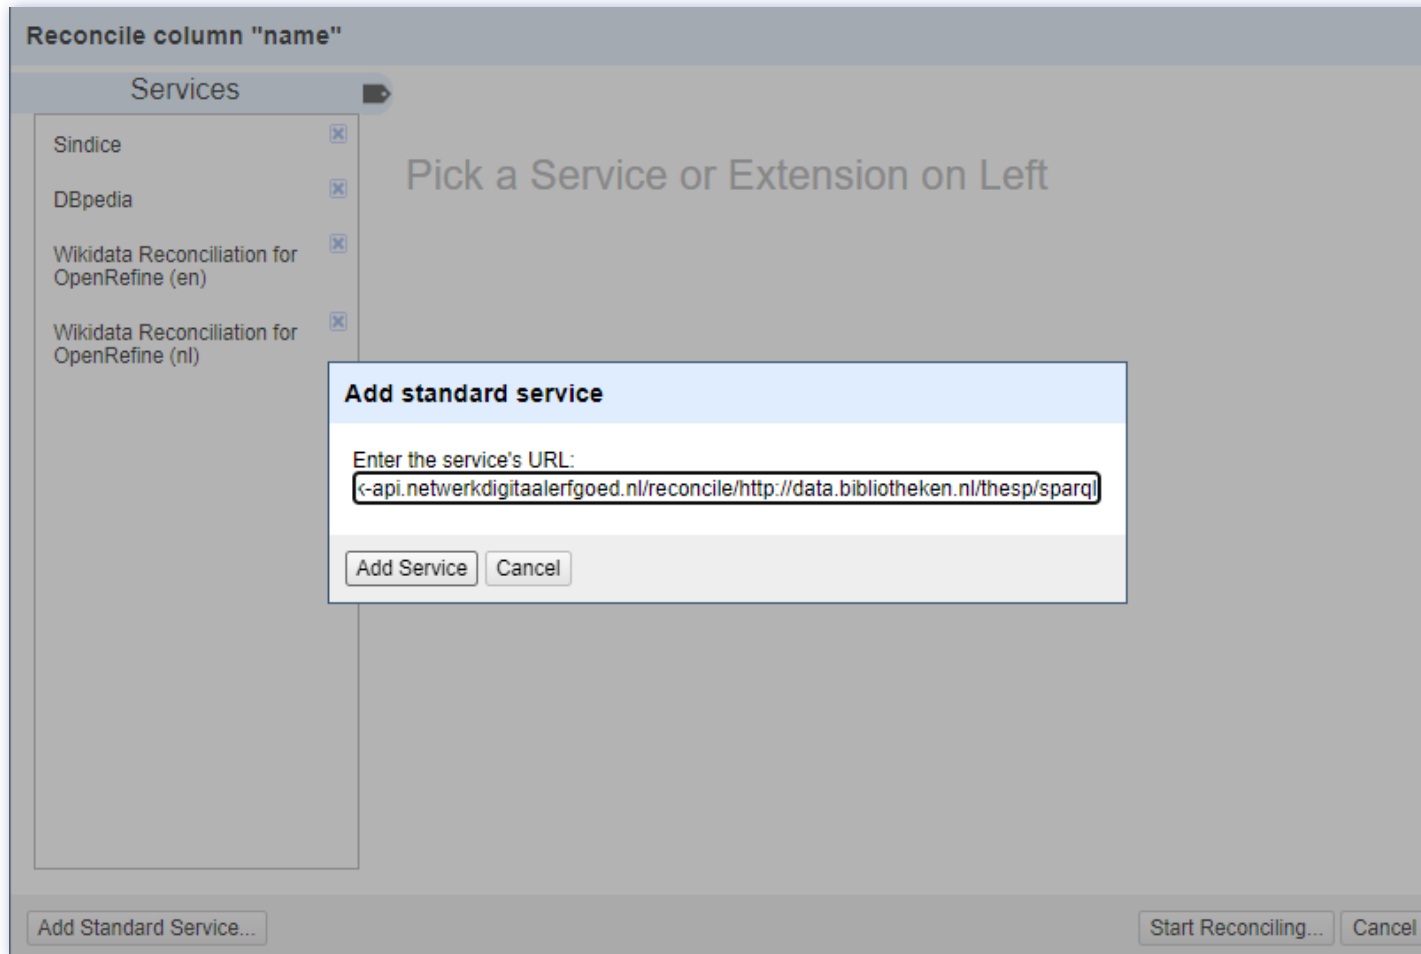 Reconcile column "name"
Services
Sindice
DBpedia
Wikidata Reconciliation for
OpenRefine (en)
Wikidata Reconciliation for
OpenRefine (nl)
Pick a Service or Extension on Left
Add standard service
Enter the service's URL:
k-api.netwerkdigitaalerfgoed.nl/reconcile/http://data.bibliotheken.nl/thesp/sparql
Add Service
Cancel
Add Standard Service...
Start Reconciling...
Cancel